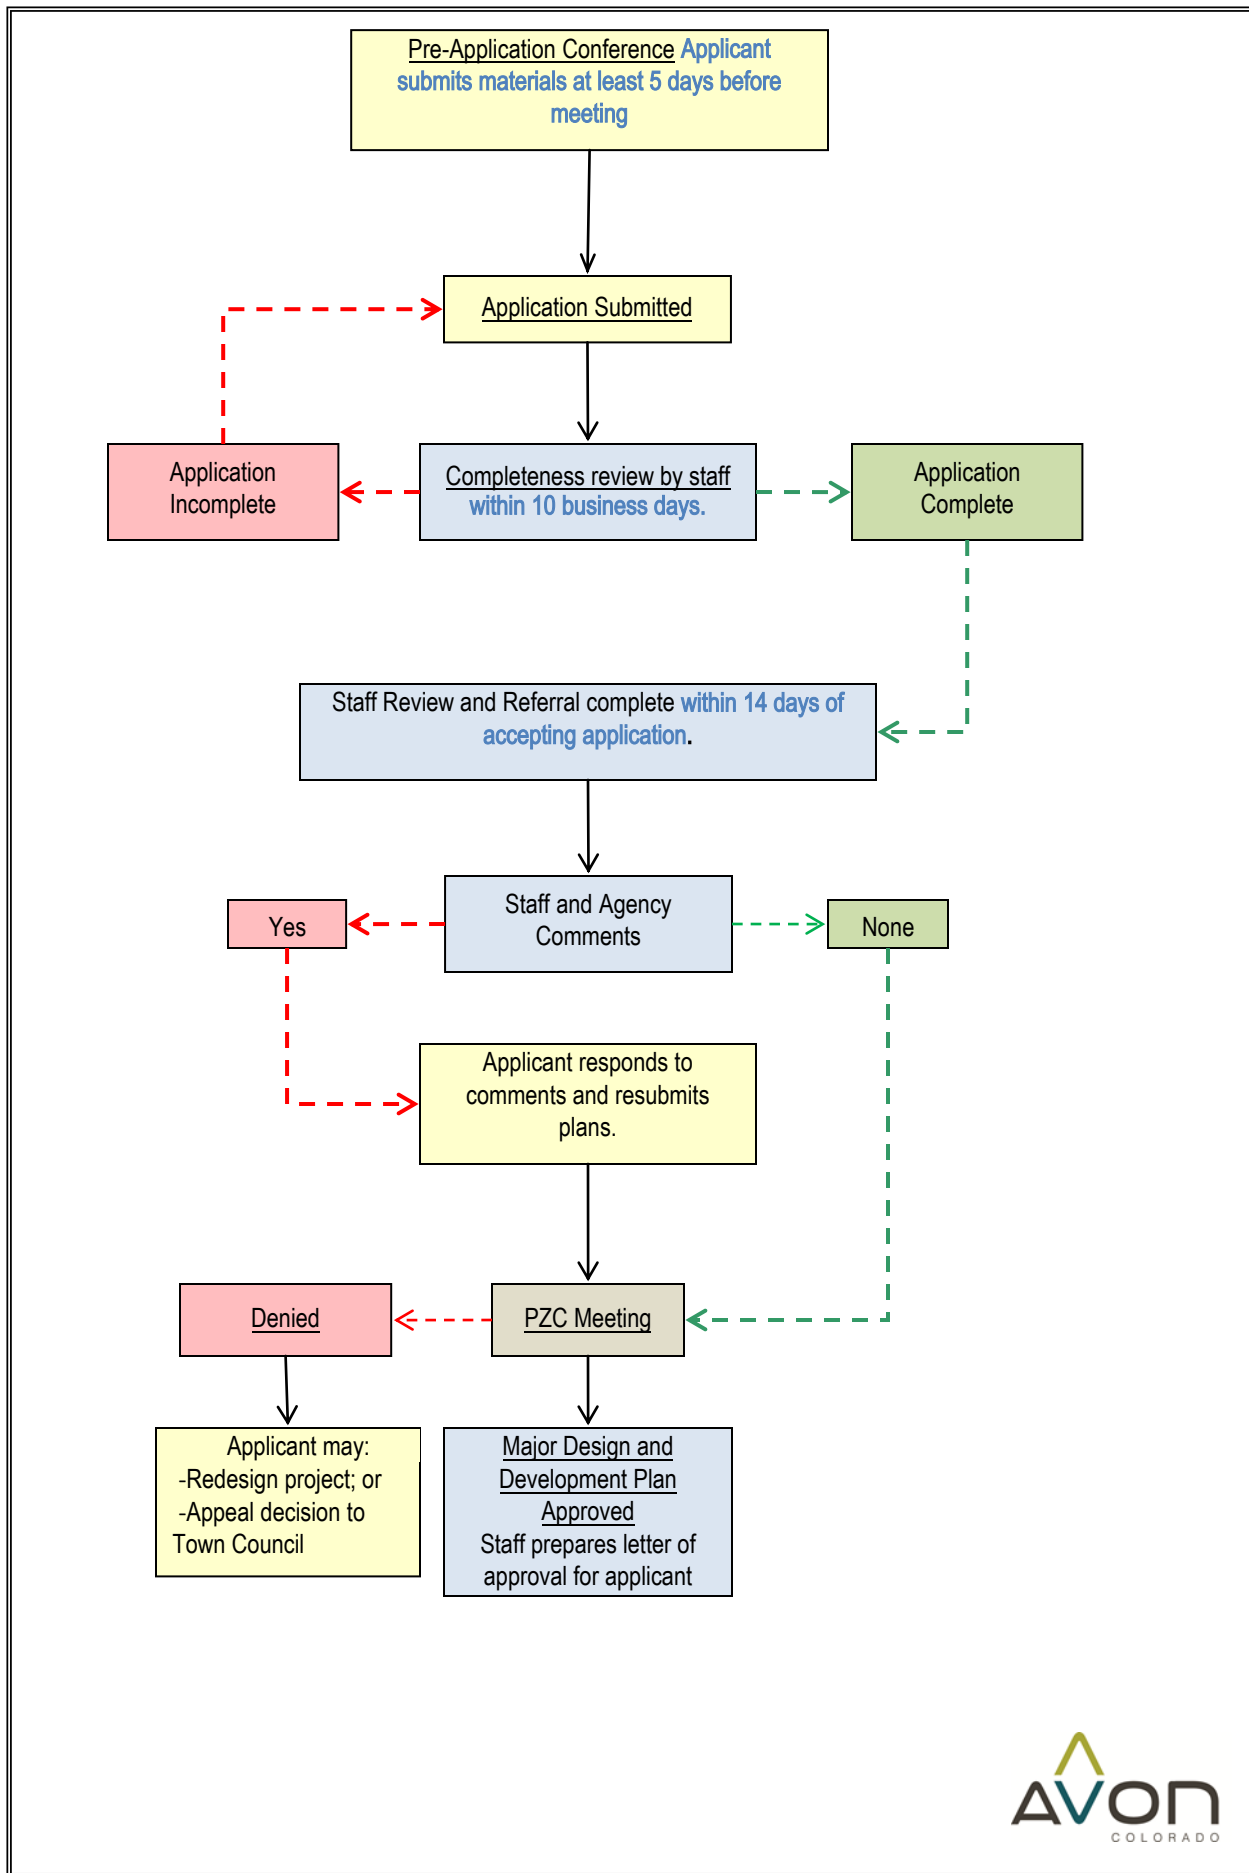 Pre-Application Conference Applicant
submits materials at least 5 days before
meeting
Application Submitted
Application
Incomplete
Completeness review by staff
within 10 business days.
Application
Complete
Staff Review and Referral complete within 14 days of
accepting application.
Yes
Staff and Agency
Comments
None
Applicant responds to
comments and resubmits
plans.
Denied
PZC Meeting
Applicant may:
-Redesign project; or
-Appeal decision to
Town Council
Major Design and
Development Plan
Approved
Staff prepares letter of
approval for applicant
AVON
COLORADO